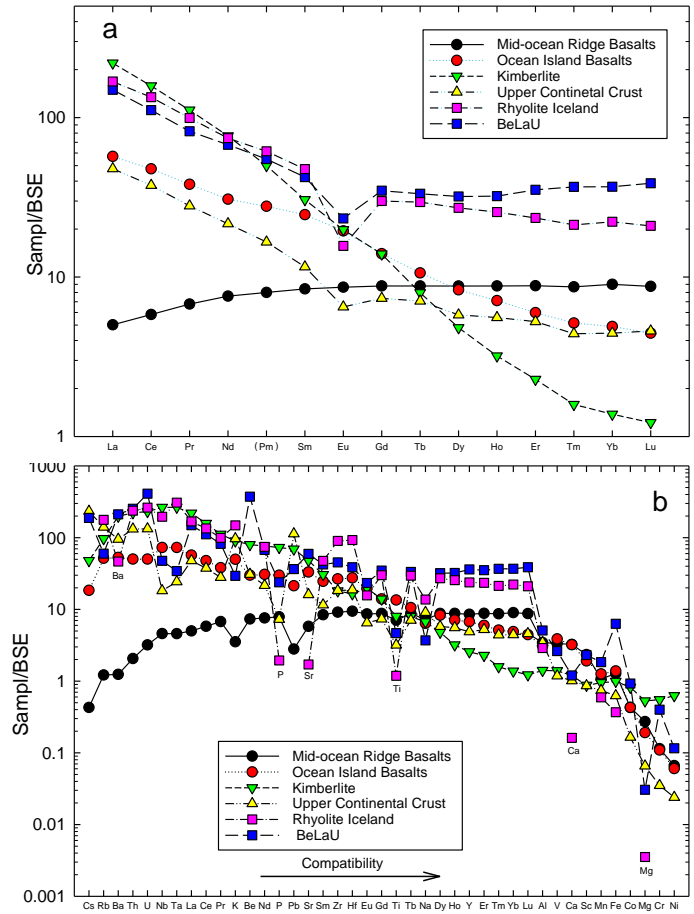 a
100
10
1
Sampl/BSE
Mid-ocean Ridge Basalts
Ocean Island Basalts
Kimberlite
Upper Continetal Crust
Rhyolite Iceland
BeLaU
La Ce Pr Nd (Pm) Sm Eu Gd Tb Dy Ho Er Tm Yb Lu
b
1000
100
10
1
0.1
0.01
0.001
Sampl/BSE
Ba
P
Sr
Ti
Ca
Mg
Mid-ocean Ridge Basalts
Ocean Island Basalts
Kimberlite
Upper Continental Crust
Rhyolite Iceland
BeLaU
Compatibility
Cs Rb Ba Th U Nb Ta La Ce Pr K Be Nd P Pb Sr Sm Zr Hf Eu Gd Ti Tb Na Dy Ho Y Er Tm Yb Lu Al V Ca Sc Mn Fe Co Mg Cr Ni